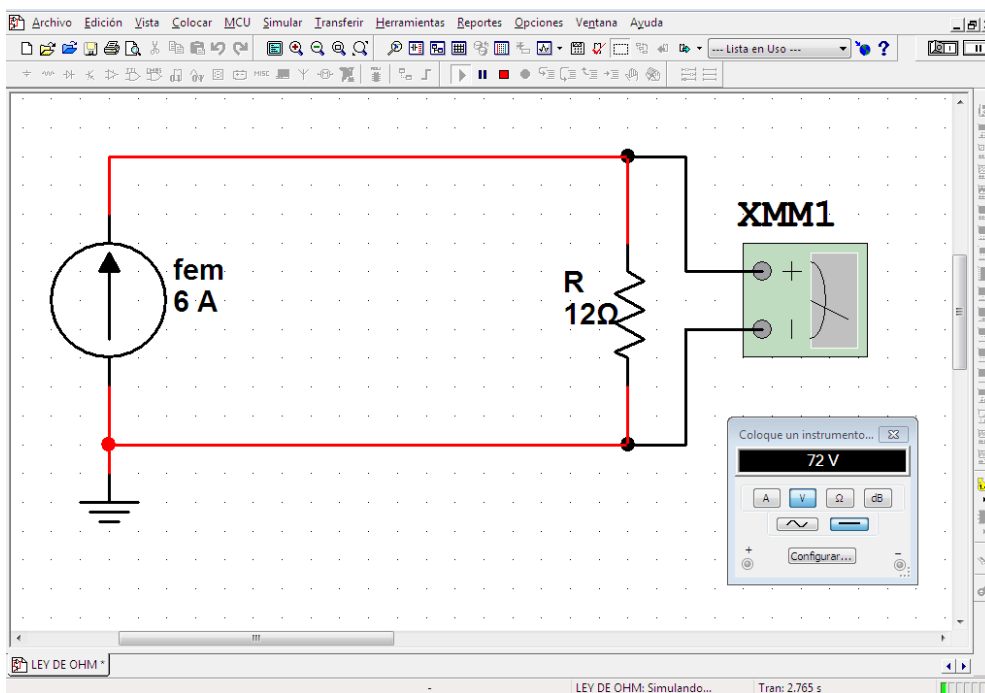 Archivo Edición Vista Colocar MCU Simular Transferir Herramientas Reportes Opciones Ventana Ayuda
--- Lista en Uso --- ?
MISC
XMM1
+
fem
6 A
R
12Ω
Coloque un instrumento...
72 V
A V Ω dB
+ Configurar... -
LEY DE OHM *
- LEY DE OHM: Simulando... Tran: 2.765 s